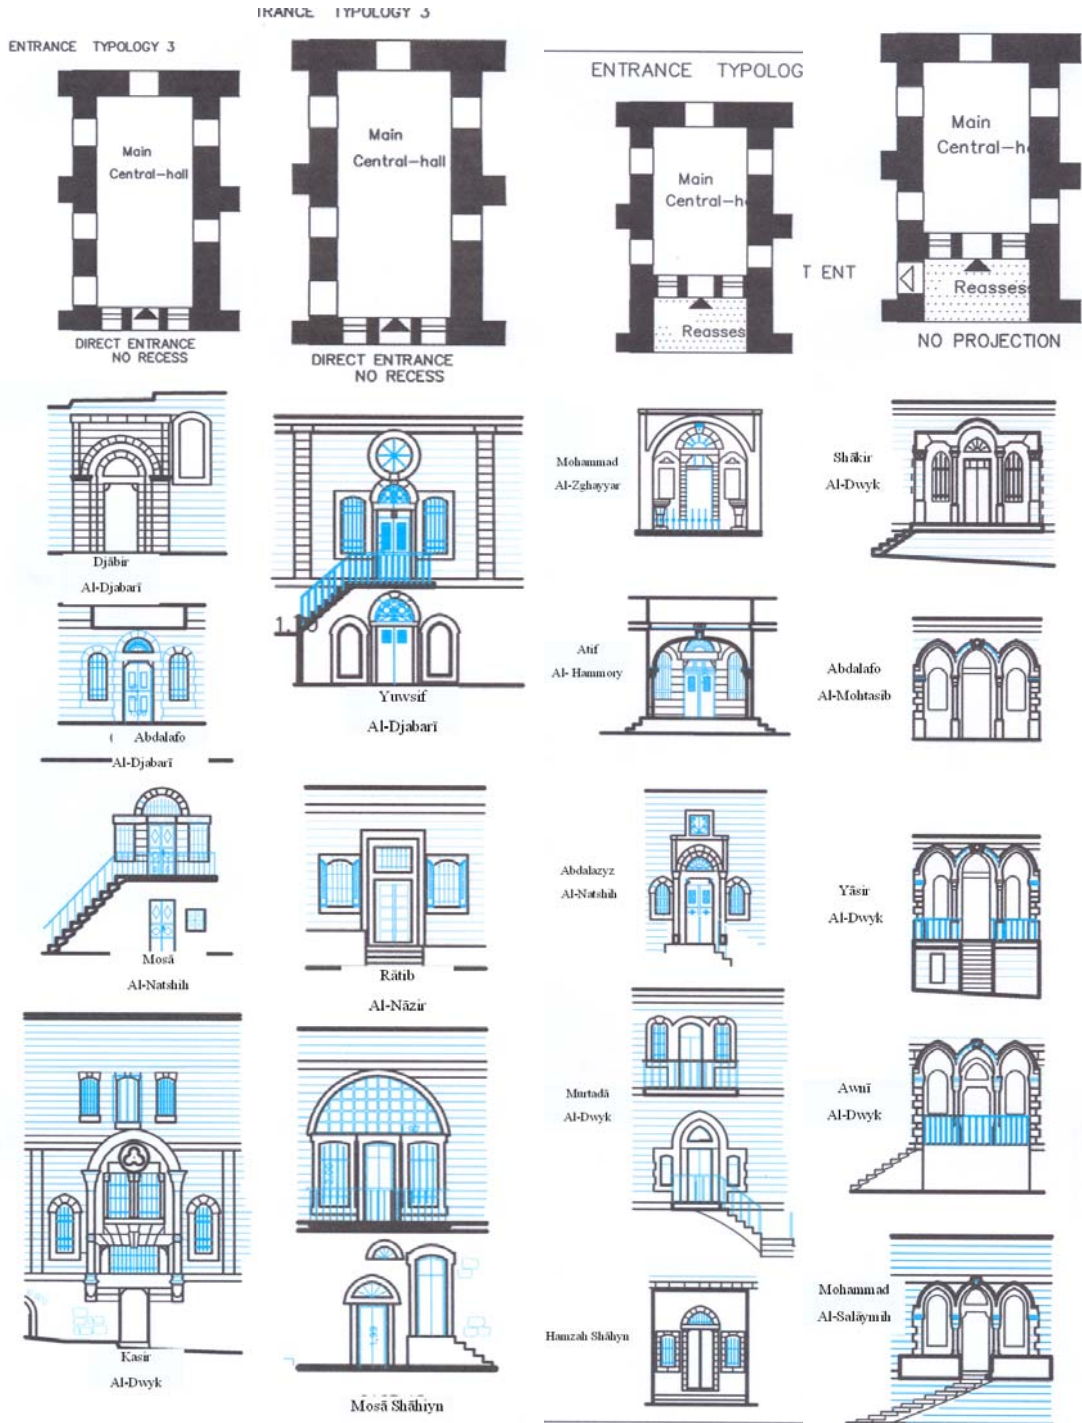 ENTRANCE TYPOLOGY 3
Main
Central-hall
DIRECT ENTRANCE
NO RECESS
RANCE TYPOLOGY 3
Main
Central-hall
DIRECT ENTRANCE
NO RECESS
ENTRANCE TYPOLOG
Main
Central-h
Reasses
T ENT
Main
Central-h
Reasses
NO PROJECTION
Djābir
Al-Djabarī
Abdalafo
Al-Djabarī
Mosā
Al-Natshih
Kasir
Al-Dwyk
Yuwsif
Al-Djabarī
Rātib
Al-Nāzir
Mosā Shāhiyn
Mohammad
Al-Zghayyar
Atif
Al- Hammory
Abdalazyz
Al-Natshih
Murtadā
Al-Dwyk
Hamzah Shāhyn
Shākir
Al-Dwyk
Abdalafo
Al-Mohtasib
Yāsir
Al-Dwyk
Awnī
Al-Dwyk
Mohammad
Al-Salāymih